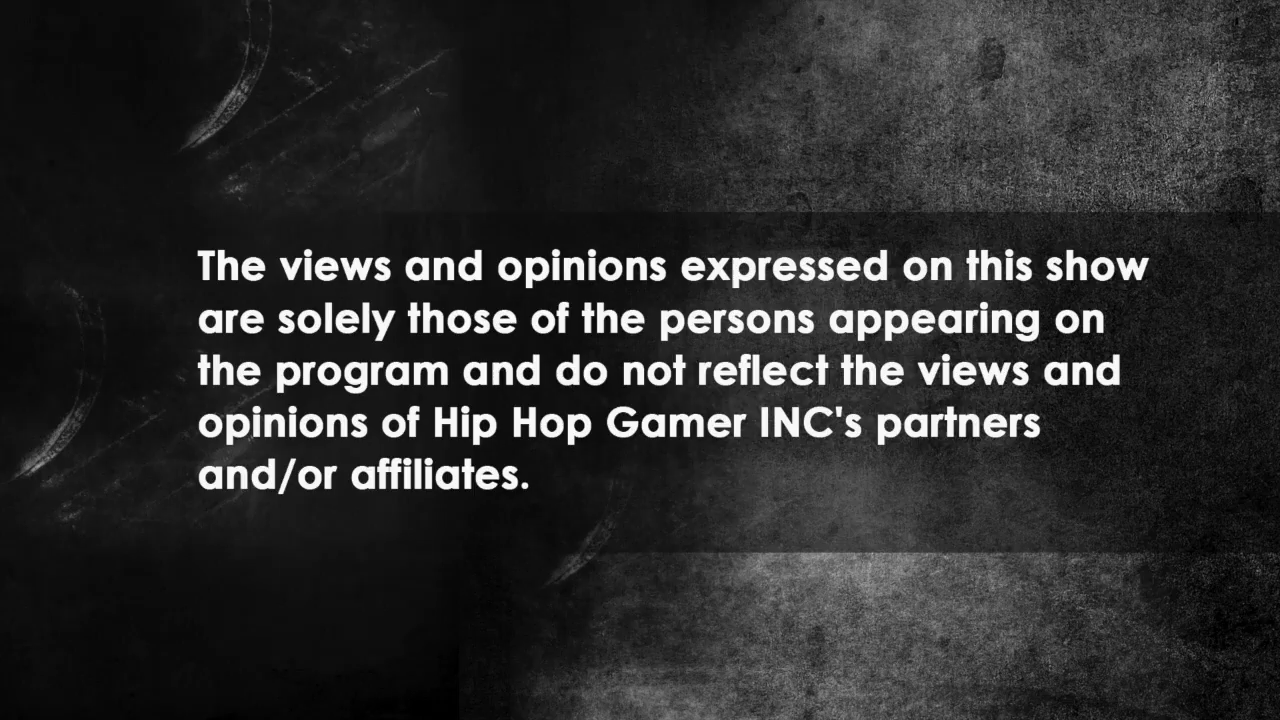 The views and opinions expressed on this show
are solely those of the persons appearing on
the program and do not reflect the views and
opinions of Hip Hop Gamer INC's partners
and/or affiliates.